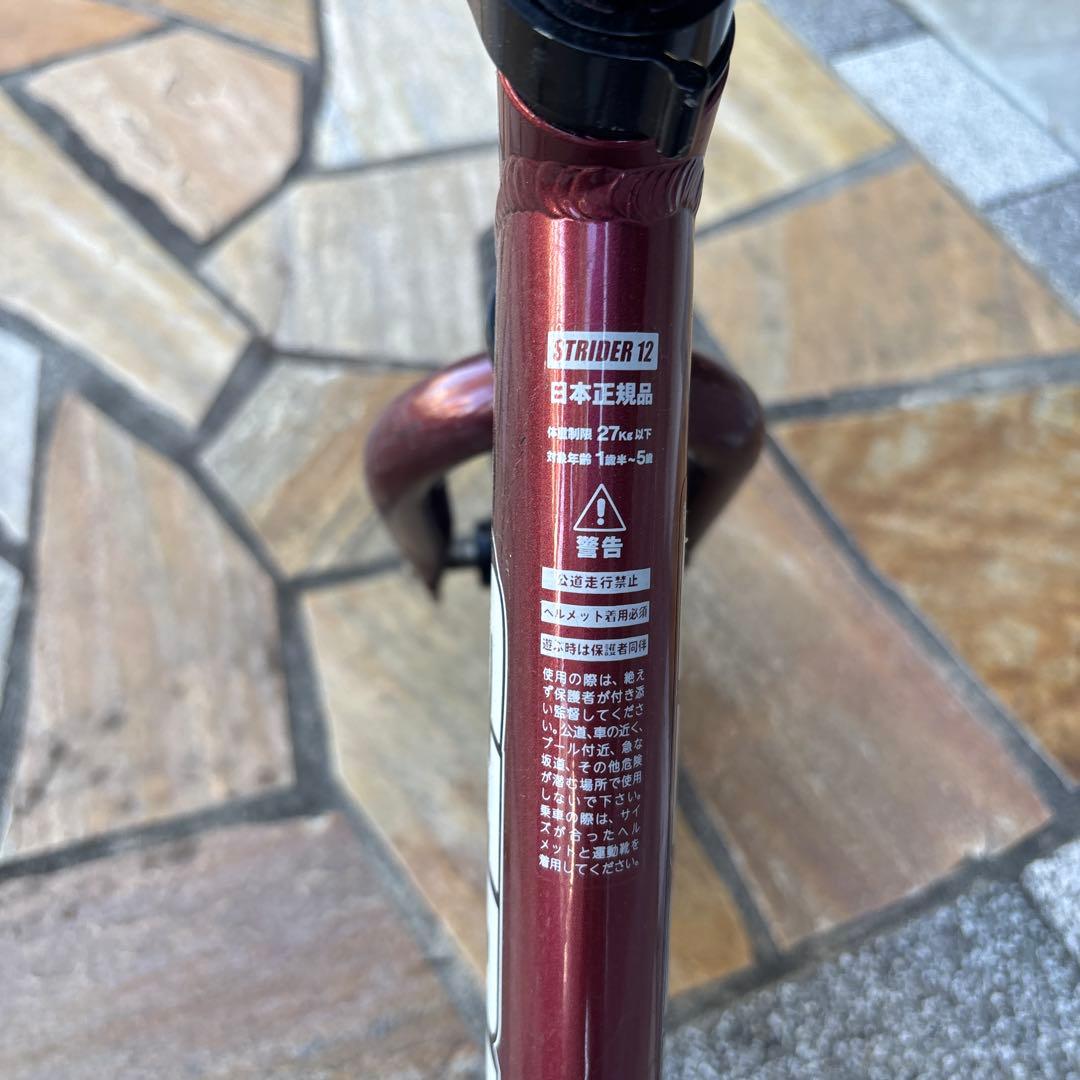 STRIDER 12
日本正規品
体重制限 27Kg 以下
対象年齢 1歳半~5歳
警告
公道走行禁止
ヘルメット着用必須
遊ぶ時は保護者同伴
使用の際は、絶え
ず保護者が付き添
い監督してくださ
い。公道、車の近く、
プール付近、急な
坂道、その他危険
が潜む場所で使用
しないで下さい。
乗車の際は、サイ
ズが合ったヘル
メットと運動靴を
着用してください。